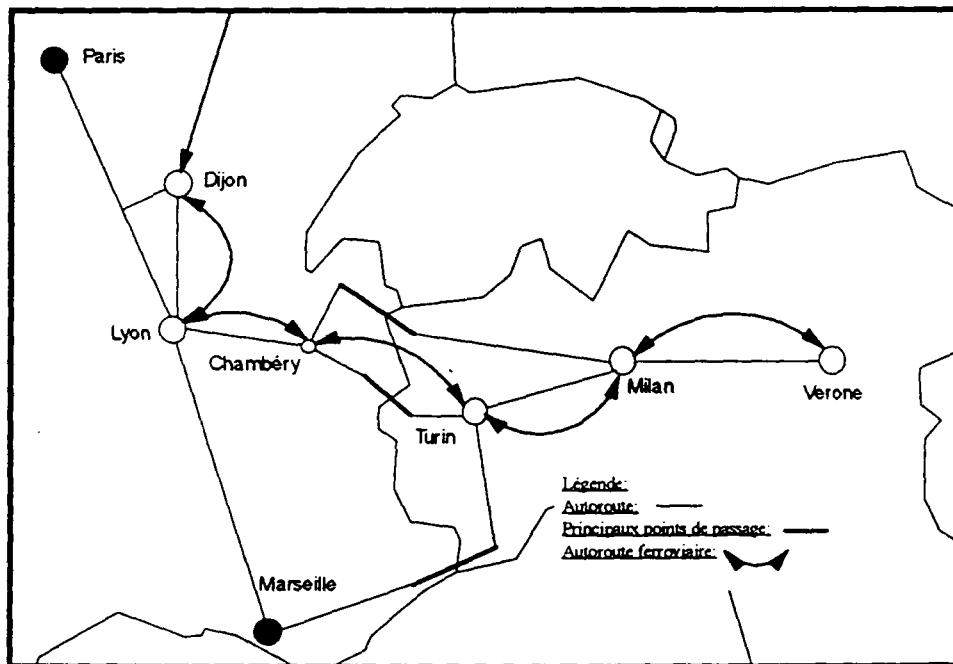 Paris
Dijon
Lyon
Chambéry
Milan
Verone
Turin
Légende:
Autoroute:
Principaux points de passage:
Autoroute ferroviaire:
Marseille